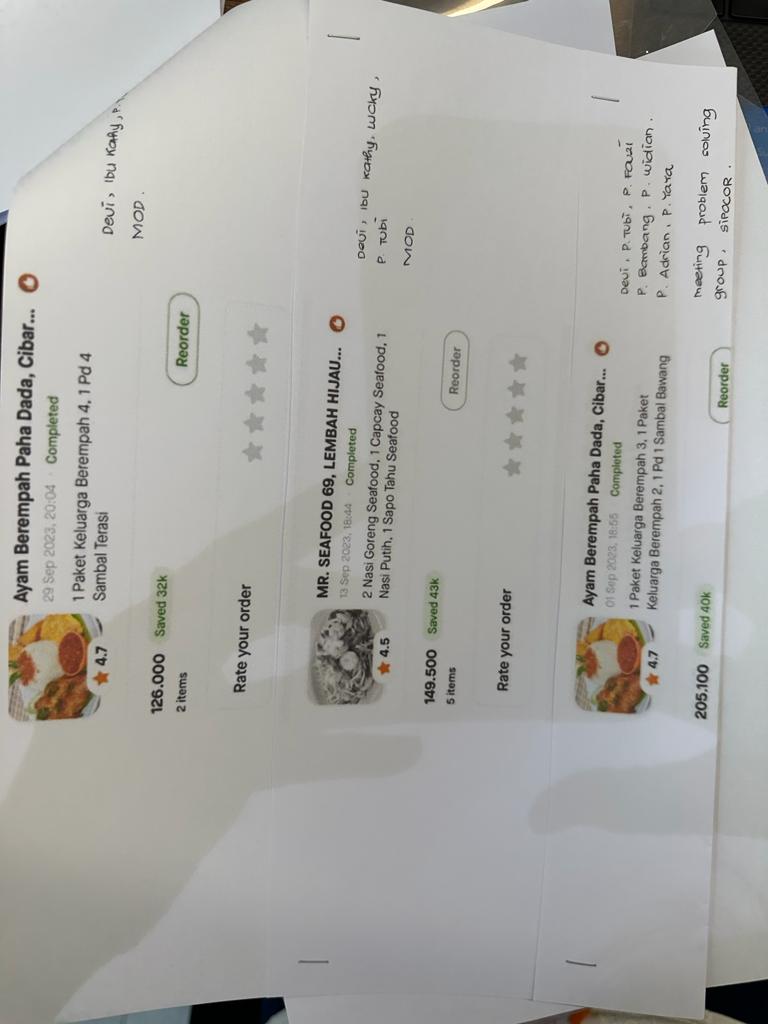 Ayam Berempah Paha Dada, Cibar...
29 Sep 2023, 20:04 · Completed
1 Paket Keluarga Berempah 4, 1 Pd 4
Sambal Terasi
4.7
126.000 Saved 32k
2 items
Reorder
Rate your order
Devi, Ibu Kathy, P.
MOD.
MR. SEAFOOD 69, LEMBAH HIJAU...
13 Sep 2023, 18:44 · Completed
2 Nasi Goreng Seafood, 1 Capcay Seafood, 1
Nasi Putih, 1 Sapo Tahu Seafood
4.5
149.500 Saved 43k
5 items
Reorder
Rate your order
Devi, Ibu Kathy, Wcky,
P. Tubi
MOD.
Ayam Berempah Paha Dada, Cibar...
01 Sep 2023, 18:55 Completed
1 Paket Keluarga Berempah 3, 1 Paket
Keluarga Berempah 2, 1 Pd 1 Sambal Bawang
4.7
205.100 Saved 40k
Reorder
Devi, P. Tubi, P. Fauzi
P. Bambang, P. Widian.
P. Adrian, P. Yara
meeting problem solving
group, SIPOCOR.